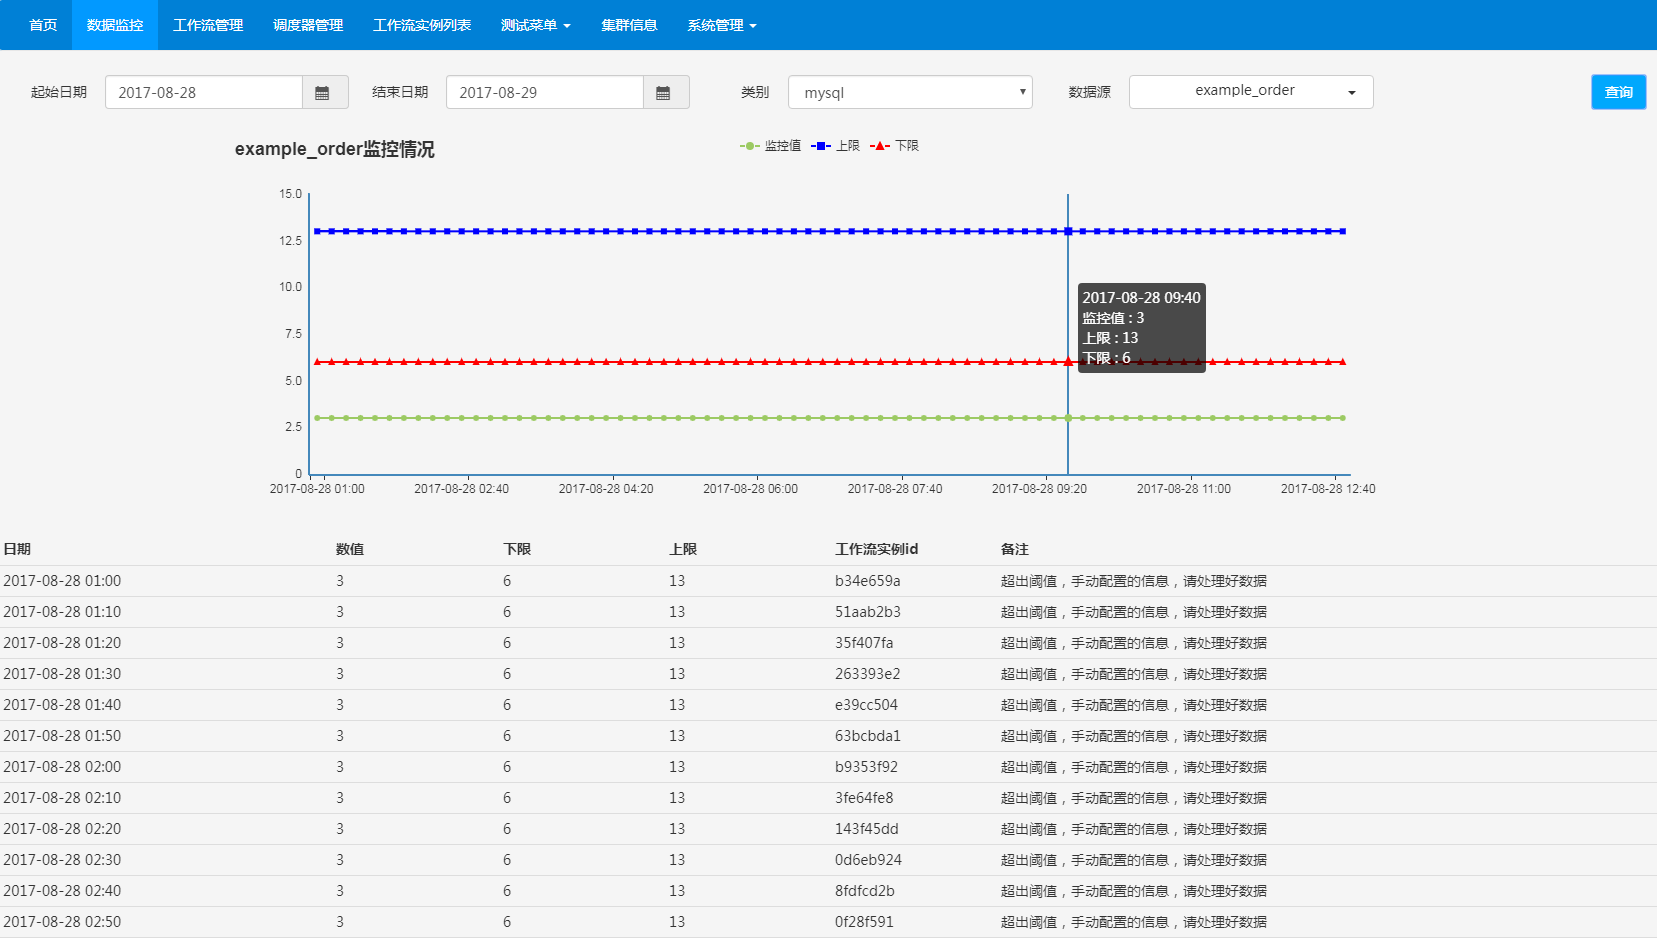 首页 数据监控 工作流管理 调度器管理 工作流实例列表 测试菜单 集群信息 系统管理
起始日期 2017-08-28 结束日期 2017-08-29 类别 mysql 数据源 example_order 查询
example_order监控情况
监控值 上限 下限
15.0
12.5
10.0
7.5
5.0
2.5
0
2017-08-28 09:40
监控值 : 3
上限 : 13
下限 : 6
2017-08-28 01:00 2017-08-28 02:40 2017-08-28 04:20 2017-08-28 06:00 2017-08-28 07:40 2017-08-28 09:20 2017-08-28 11:00 2017-08-28 12:40
日期 数值 下限 上限 工作流实例id 备注
2017-08-28 01:00 3 6 13 b34e659a 超出阈值，手动配置的信息，请处理好数据
2017-08-28 01:10 3 6 13 51aab2b3 超出阈值，手动配置的信息，请处理好数据
2017-08-28 01:20 3 6 13 35f407fa 超出阈值，手动配置的信息，请处理好数据
2017-08-28 01:30 3 6 13 263393e2 超出阈值，手动配置的信息，请处理好数据
2017-08-28 01:40 3 6 13 e39cc504 超出阈值，手动配置的信息，请处理好数据
2017-08-28 01:50 3 6 13 63bcbda1 超出阈值，手动配置的信息，请处理好数据
2017-08-28 02:00 3 6 13 b9353f92 超出阈值，手动配置的信息，请处理好数据
2017-08-28 02:10 3 6 13 3fe64fe8 超出阈值，手动配置的信息，请处理好数据
2017-08-28 02:20 3 6 13 143f45dd 超出阈值，手动配置的信息，请处理好数据
2017-08-28 02:30 3 6 13 0d6eb924 超出阈值，手动配置的信息，请处理好数据
2017-08-28 02:40 3 6 13 8fdfcd2b 超出阈值，手动配置的信息，请处理好数据
2017-08-28 02:50 3 6 13 0f28f591 超出阈值，手动配置的信息，请处理好数据